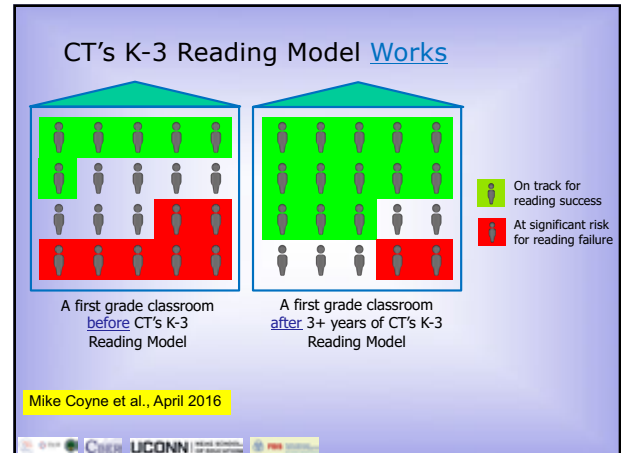 CT's K-3 Reading Model Works
On track for
reading success
At significant risk
for reading failure
A first grade classroom
before CT's K-3
Reading Model
A first grade classroom
after 3+ years of CT's K-3
Reading Model
Mike Coyne et al., April 2016
CBER UCONN